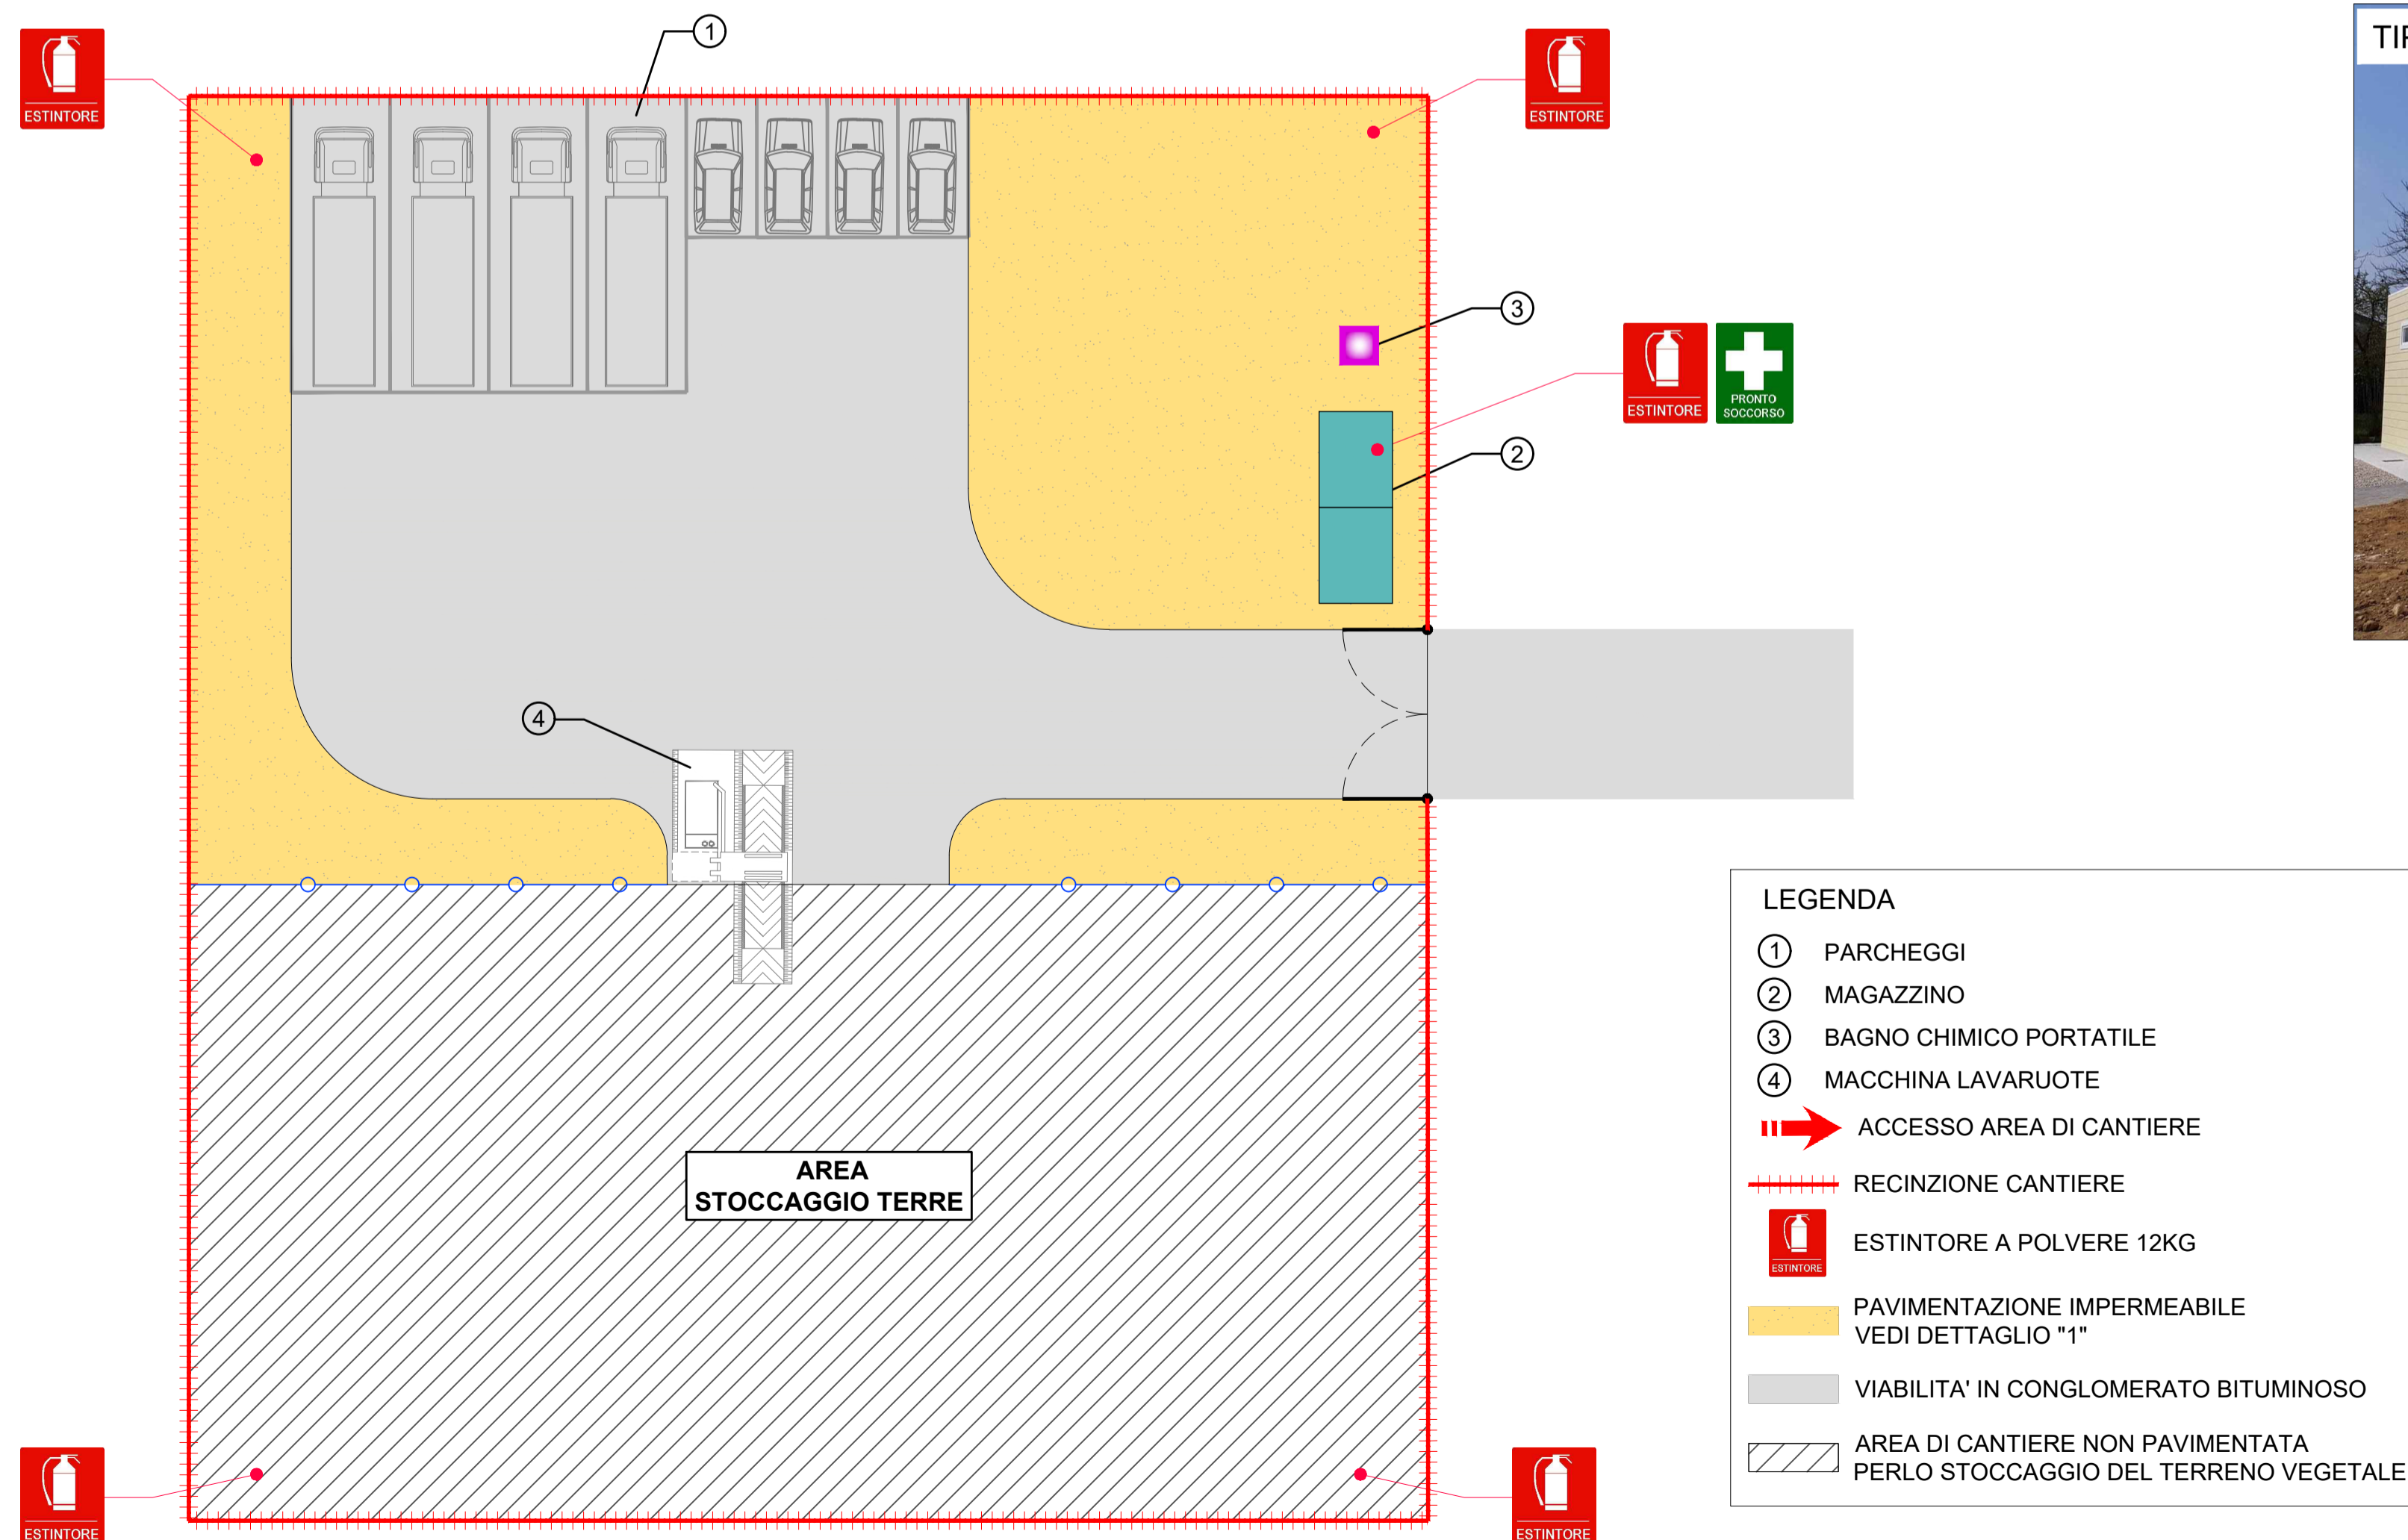 1
ESTINTORE
ESTINTORE
3
ESTINTORE
PRONTO
SOCCORSO
2
4
AREA
STOCCAGGIO TERRE
ESTINTORE
ESTINTORE
LEGENDA
1 PARCHEGGI
2 MAGAZZINO
3 BAGNO CHIMICO PORTATILE
4 MACCHINA LAVARUOTE
ACCESSO AREA DI CANTIERE
RECINZIONE CANTIERE
ESTINTORE
ESTINTORE A POLVERE 12KG
PAVIMENTAZIONE IMPERMEABILE
VEDI DETTAGLIO "1"
VIABILITA' IN CONGLOMERATO BITUMINOSO
AREA DI CANTIERE NON PAVIMENTATA
PERLO STOCCAGGIO DEL TERRENO VEGETALE